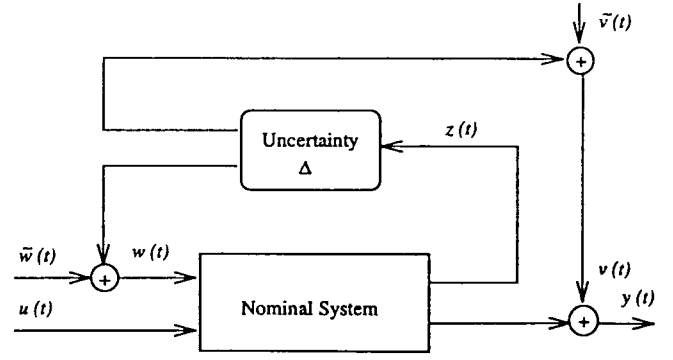 ṽ(t)
+
Uncertainty
Δ
z(t)
w̃(t)
w(t)
+
v(t)
y(t)
u(t)
Nominal System
+